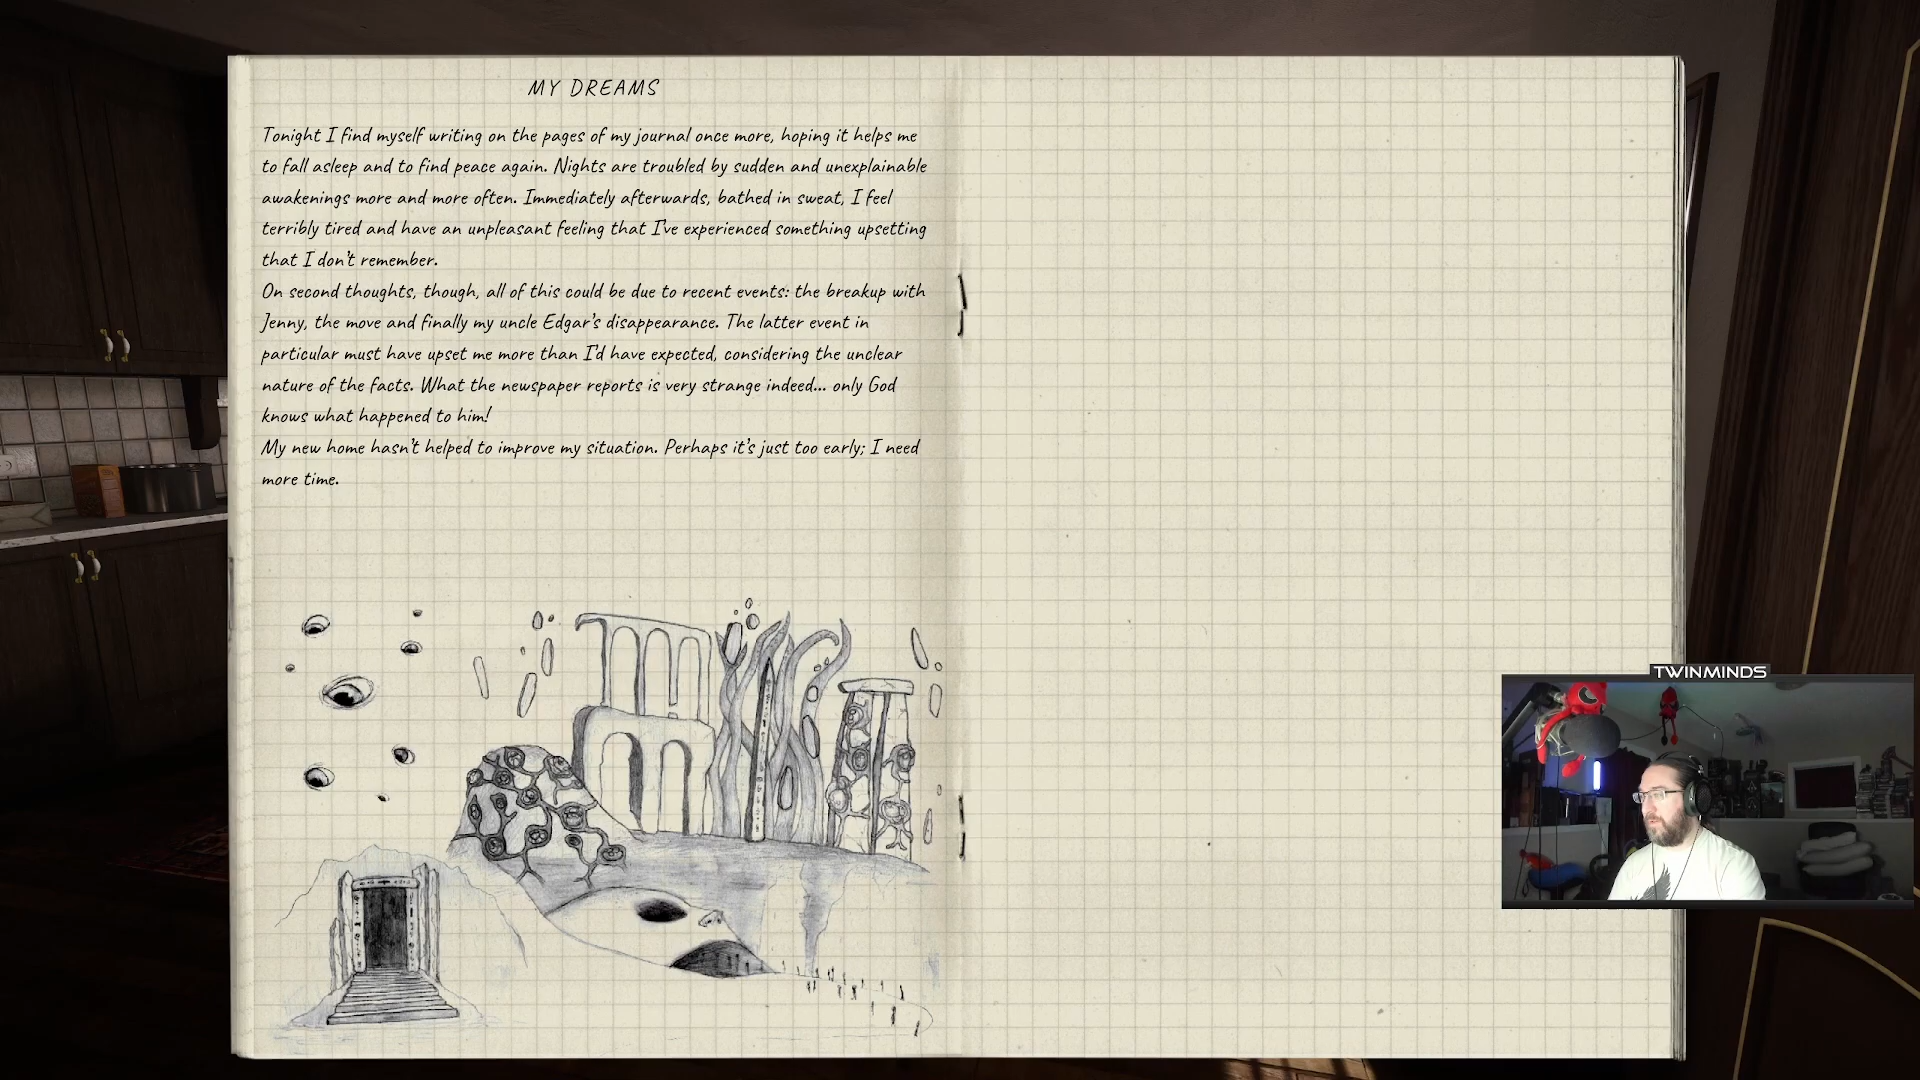 MY DREAMS
Tonight I find myself writing on the pages of my journal once more, hoping it helps me
to fall asleep and to find peace again. Nights are troubled by sudden and unexplainable
awakenings more and more often. Immediately afterwards, bathed in sweat, I feel
terribly tired and have an unpleasant feeling that I've experienced something upsetting
that I don't remember.
On second thoughts, though, all of this could be due to recent events: the breakup with
Jenny, the move and finally my uncle Edgar's disappearance. The latter event in
particular must have upset me more than I'd have expected, considering the unclear
nature of the facts. What the newspaper reports is very strange indeed... only God
knows what happened to him!
My new home hasn't helped to improve my situation. Perhaps it's just too early; I need
more time.
TWINMINDS